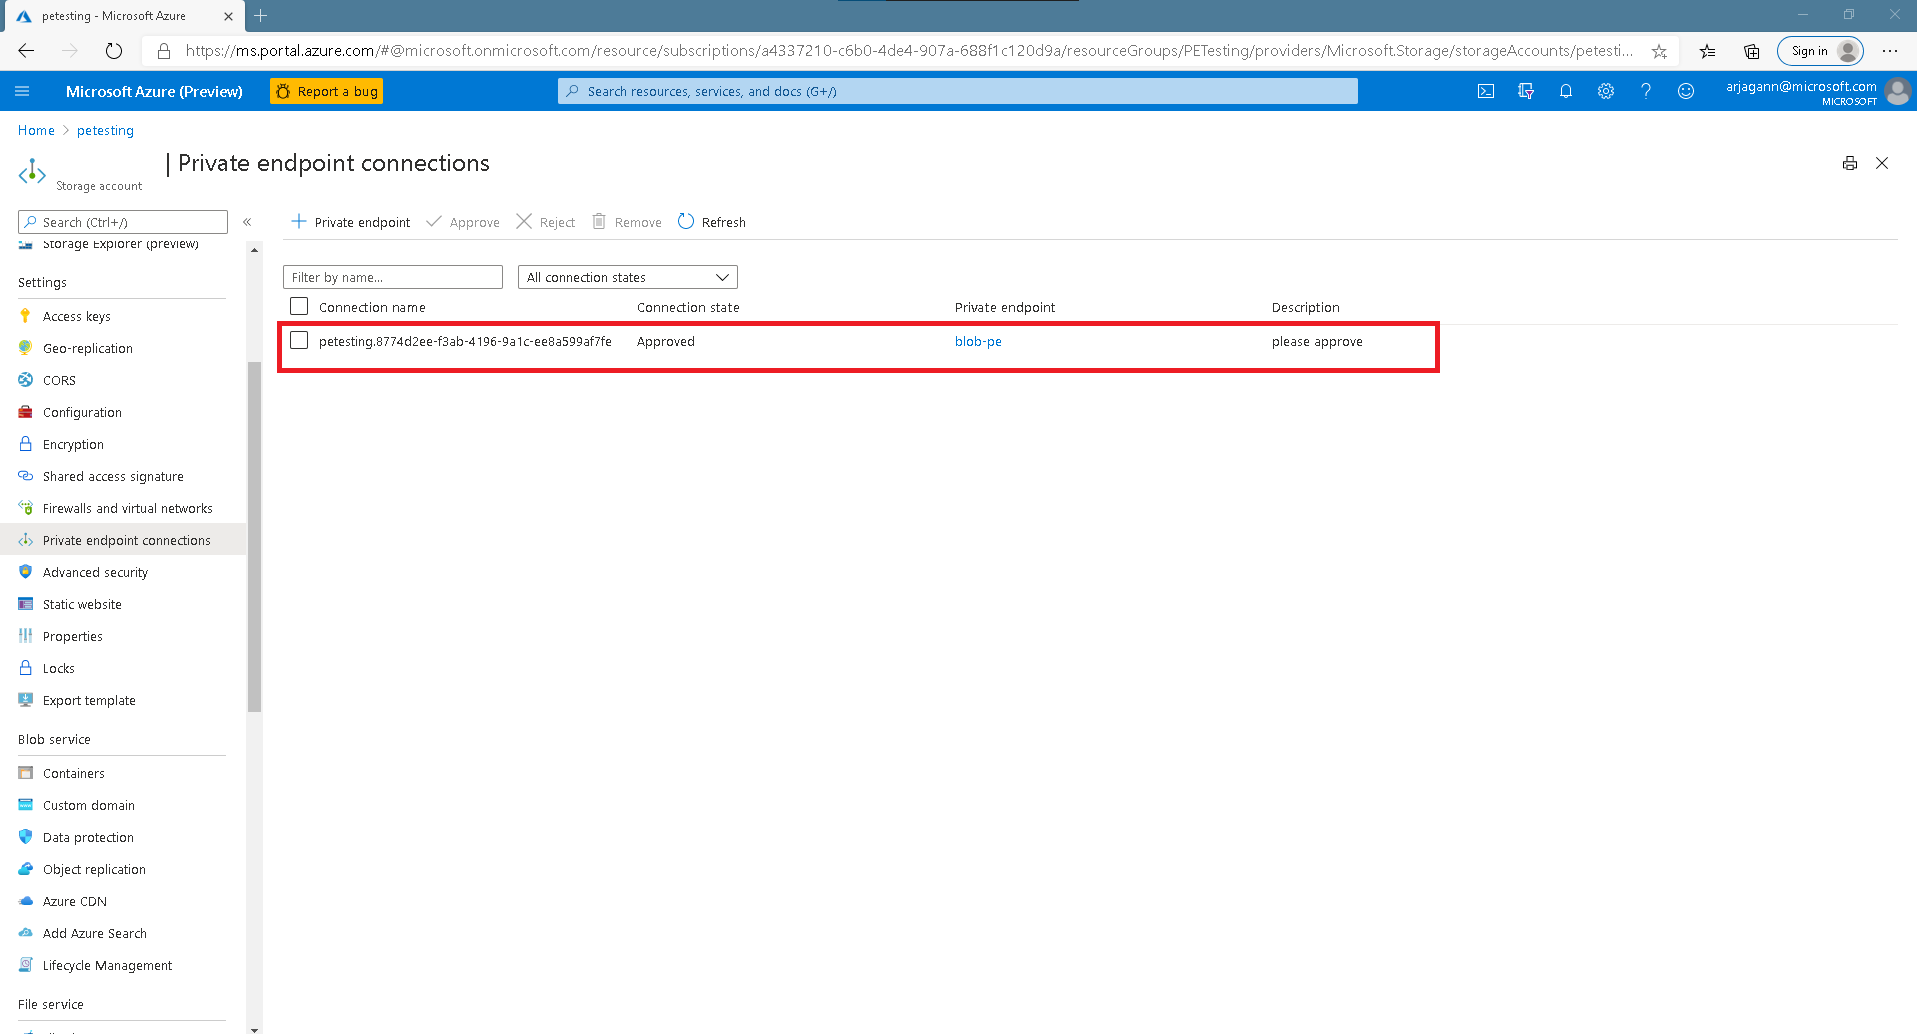 petesting - Microsoft Azure
https://ms.portal.azure.com/#@microsoft.onmicrosoft.com/resource/subscriptions/a4337210-c6b0-4de4-907a-688f1c120d9a/resourceGroups/PETesting/providers/Microsoft.Storage/storageAccounts/petesti...
Sign in
Microsoft Azure (Preview)
Report a bug
Search resources, services, and docs (G+/)
arjagann@microsoft.com
MICROSOFT
Home > petesting
| Private endpoint connections
Storage account
Search (Ctrl+/)
«
Storage Explorer (preview)
Settings
Access keys
Geo-replication
CORS
Configuration
Encryption
Shared access signature
Firewalls and virtual networks
Private endpoint connections
Advanced security
Static website
Properties
Locks
Export template
Blob service
Containers
Custom domain
Data protection
Object replication
Azure CDN
Add Azure Search
Lifecycle Management
File service
Private endpoint Approve Reject Remove Refresh
Filter by name...
All connection states
Connection name Connection state Private endpoint Description
petesting.8774d2ee-f3ab-4196-9a1c-ee8a599af7fe Approved blob-pe please approve